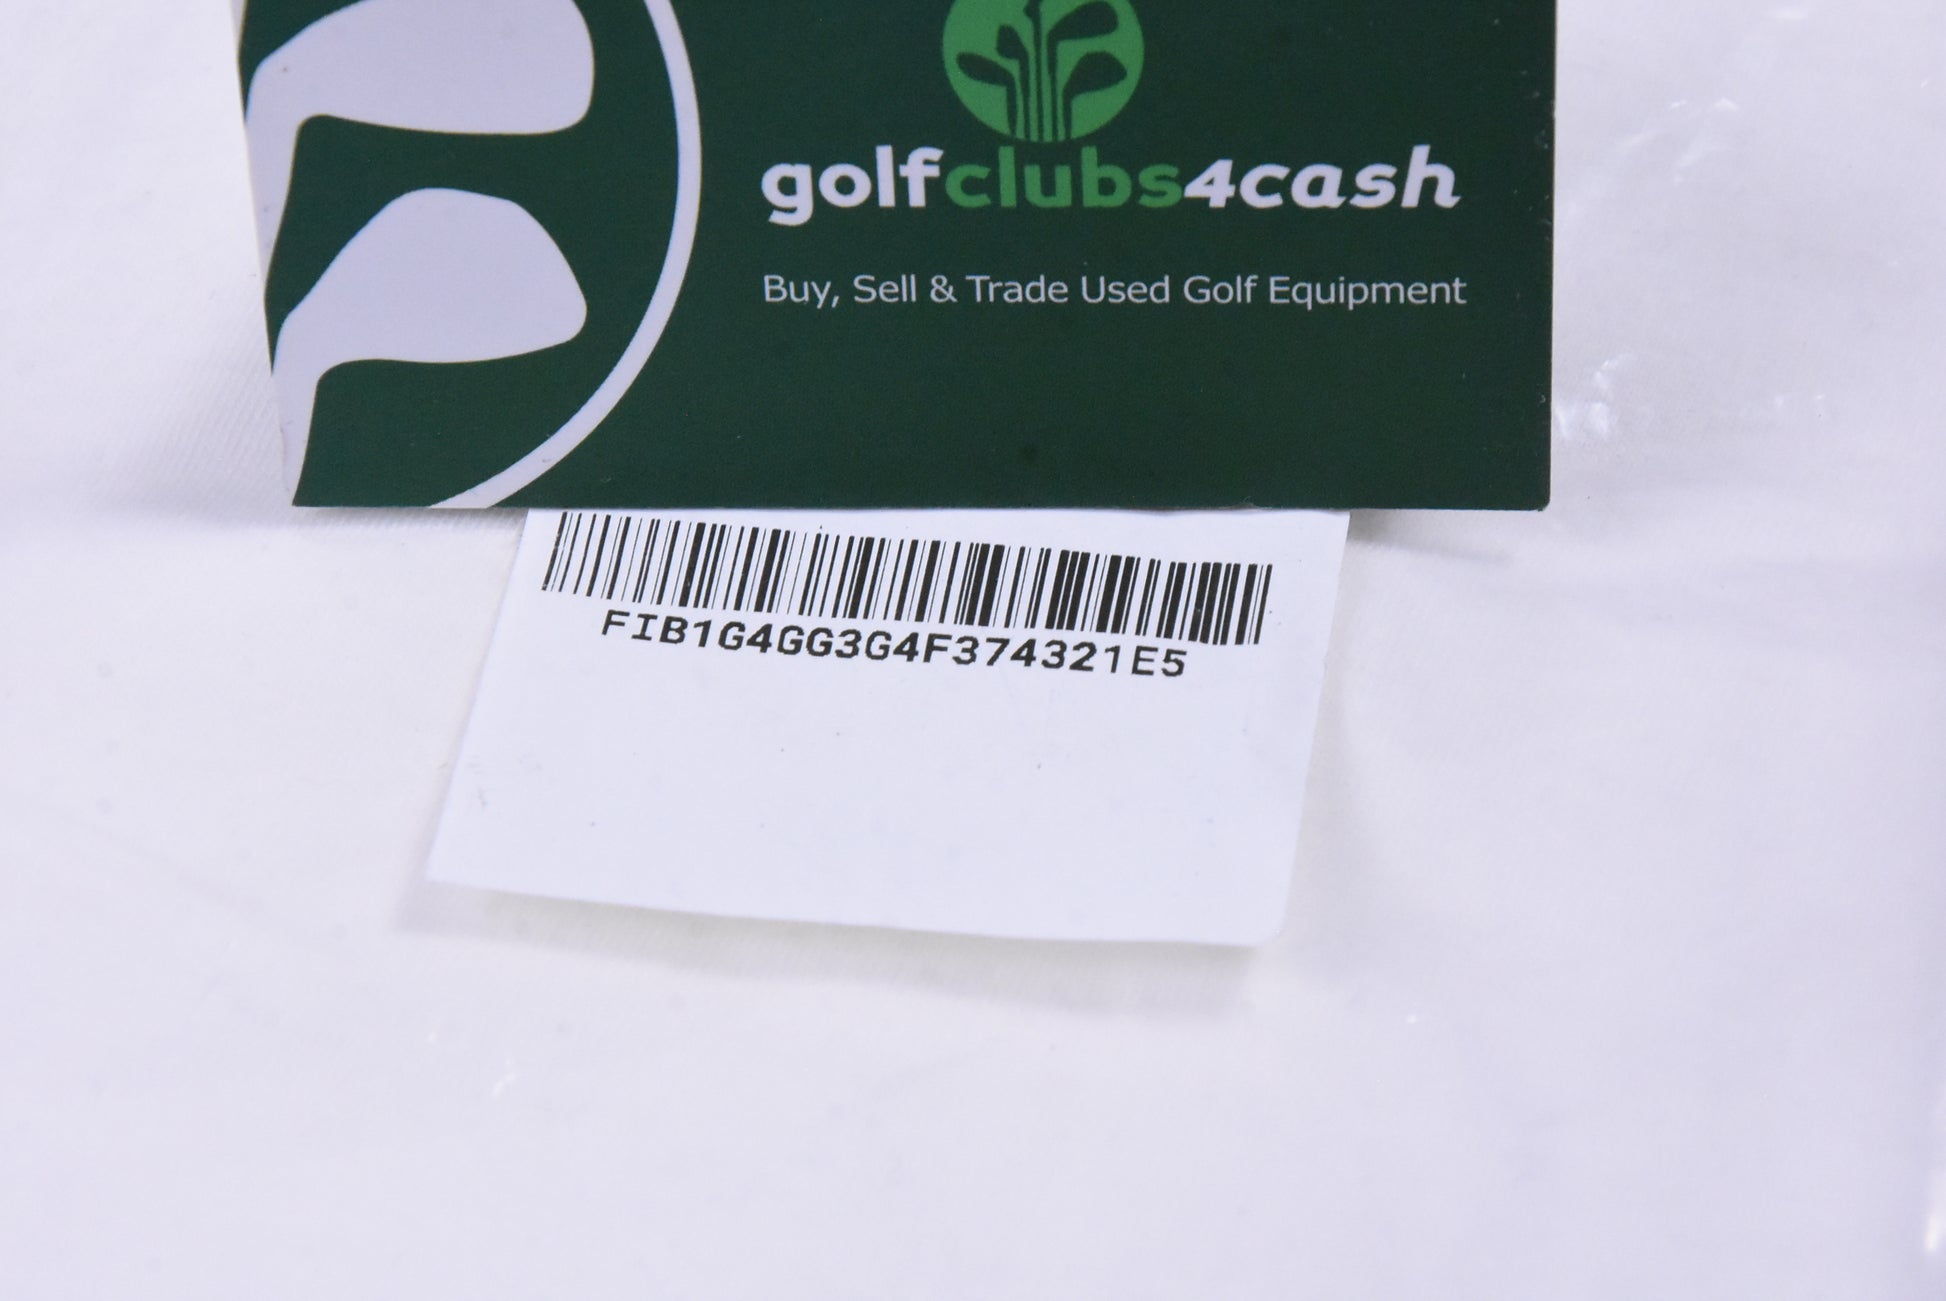 golfclubs4cash
Buy, Sell & Trade Used Golf Equipment
FIB1G4GG3G4F374321E5